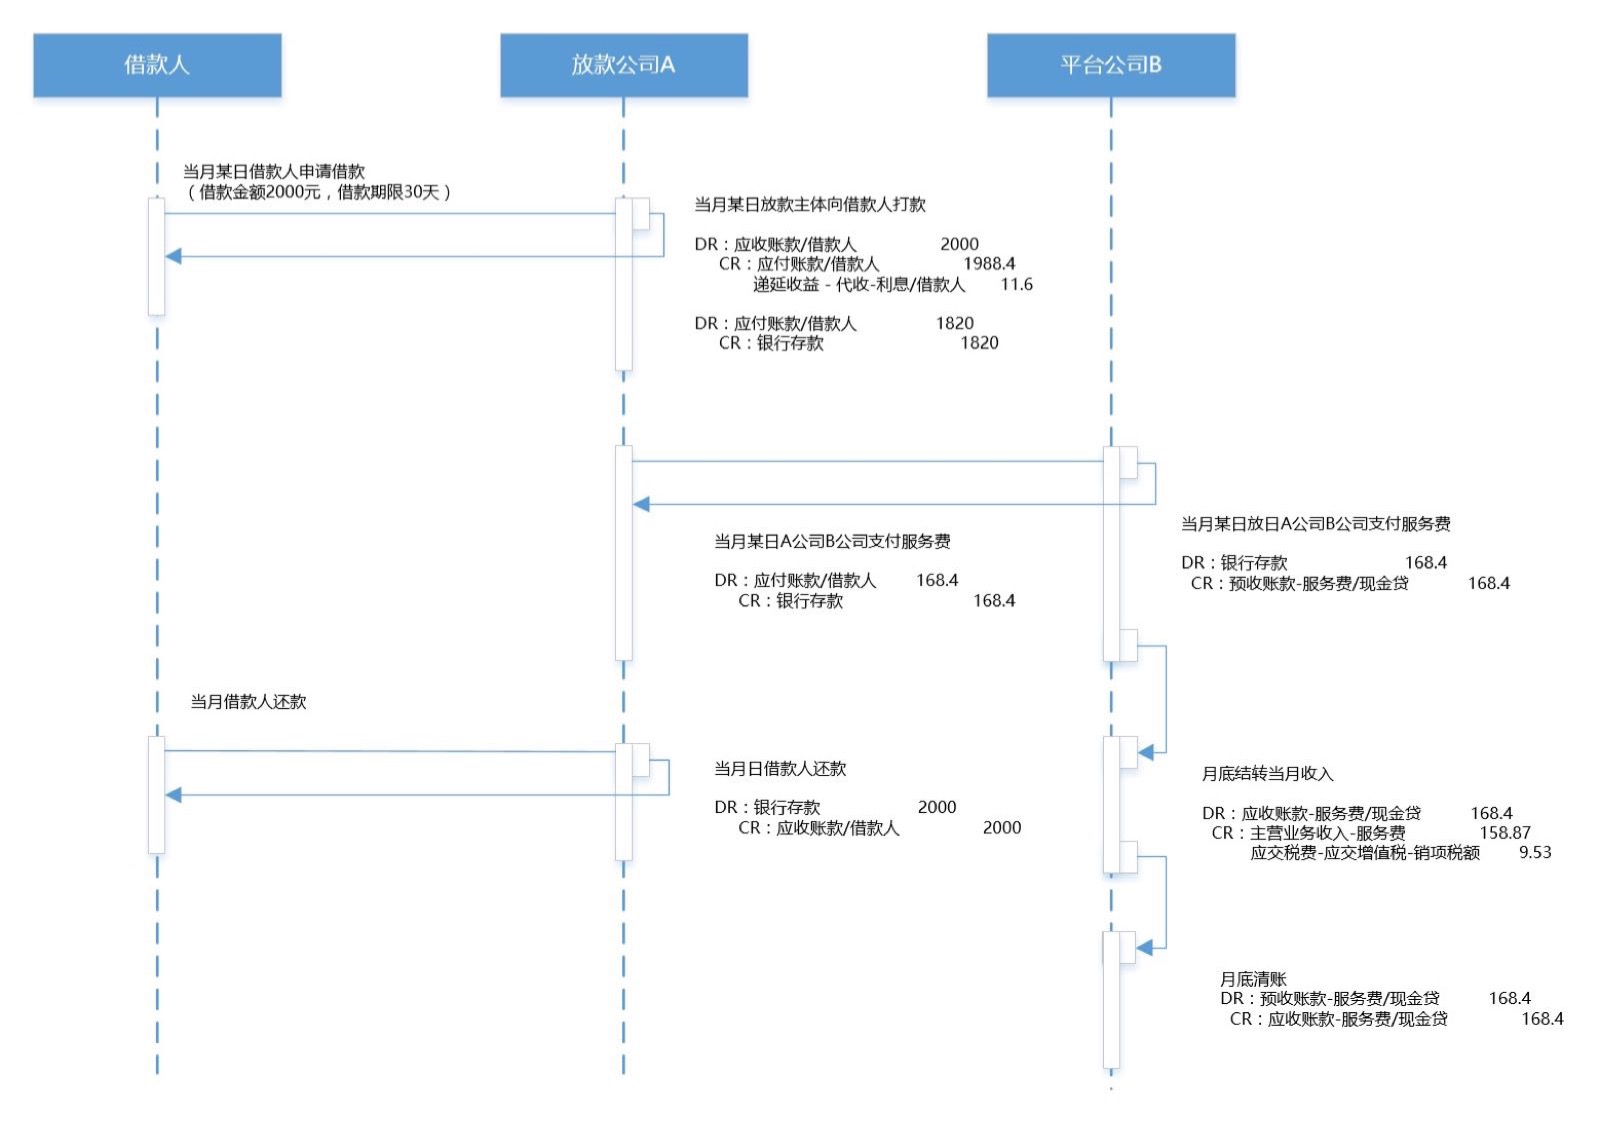 借款人
放款公司A
平台公司B
当月某日借款人申请借款
（借款金额2000元，借款期限30天）
当月某日放款主体向借款人打款
DR：应收账款/借款人 2000
CR：应付账款/借款人 1988.4
递延收益 - 代收-利息/借款人 11.6
DR：应付账款/借款人 1820
CR：银行存款 1820
当月某日A公司B公司支付服务费
DR：应付账款/借款人 168.4
CR：银行存款 168.4
当月某日放日A公司B公司支付服务费
DR：银行存款 168.4
CR：预收账款-服务费/现金贷 168.4
当月借款人还款
当月日借款人还款
DR：银行存款 2000
CR：应收账款/借款人 2000
月底结转当月收入
DR：应收账款-服务费/现金贷 168.4
CR：主营业务收入-服务费 158.87
应交税费-应交增值税-销项税额 9.53
月底清账
DR：预收账款-服务费/现金贷 168.4
CR：应收账款-服务费/现金贷 168.4